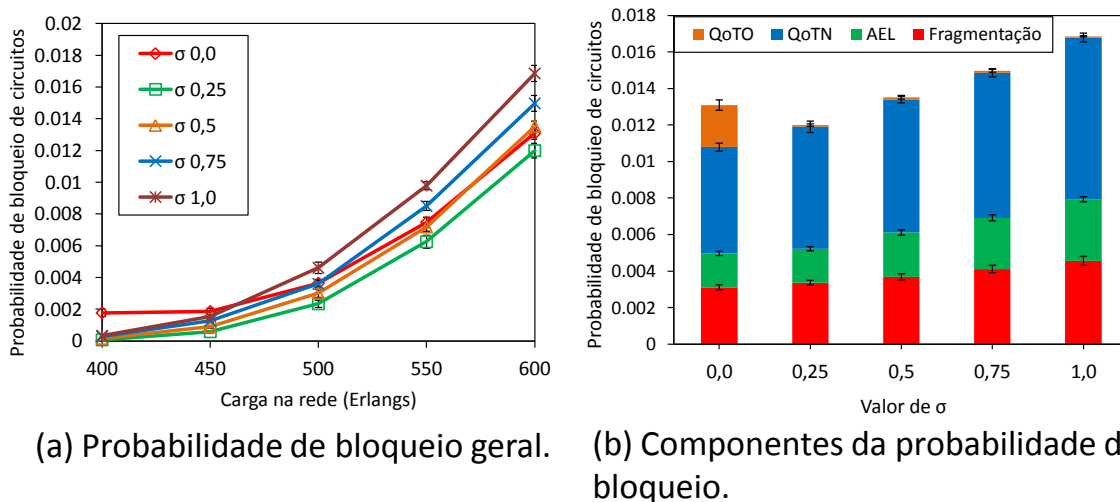 0.02
0.018
0.016
0.014
0.012
0.01
0.008
0.006
0.004
0.002
0
Probabilidade de bloqueio de circuitos
σ 0,0
σ 0,25
σ 0,5
σ 0,75
σ 1,0
400 450 500 550 600
Carga na rede (Erlangs)
(a) Probabilidade de bloqueio geral.
0.018
0.016
0.014
0.012
0.01
0.008
0.006
0.004
0.002
0
Probabilidade de bloquieo de circuitos
QoTO QoTN AEL Fragmentação
0,0 0,25 0,5 0,75 1,0
Valor de σ
(b) Componentes da probabilidade d
bloqueio.